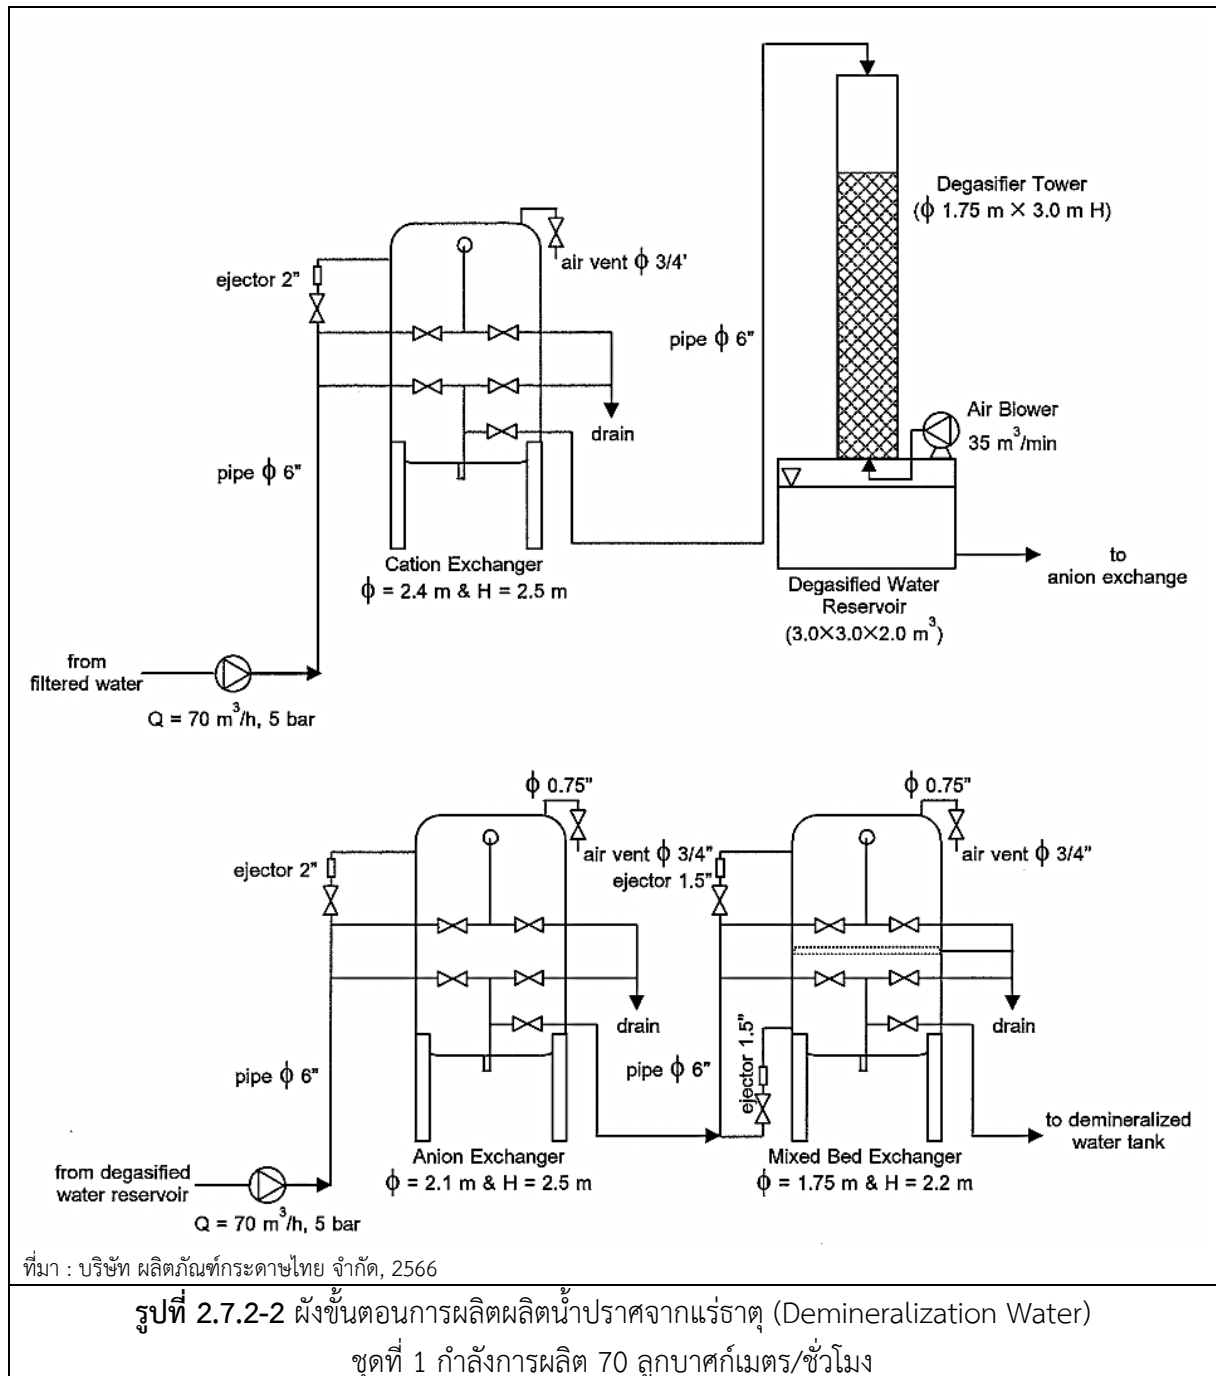 Degasifier Tower
(ϕ 1.75 m × 3.0 m H)
air vent ϕ 3/4'
ejector 2"
pipe ϕ 6"
Air Blower
35 m³/min
drain
pipe ϕ 6"
Cation Exchanger
ϕ = 2.4 m & H = 2.5 m
to
anion exchange
Degasified Water
Reservoir
(3.0×3.0×2.0 m³)
from
filtered water
Q = 70 m³/h, 5 bar
ϕ 0.75"
ϕ 0.75"
air vent ϕ 3/4"
air vent ϕ 3/4"
ejector 2"
ejector 1.5"
drain
drain
ejector 1.5"
pipe ϕ 6"
pipe ϕ 6"
to demineralized
water tank
Anion Exchanger
ϕ = 2.1 m & H = 2.5 m
Mixed Bed Exchanger
ϕ = 1.75 m & H = 2.2 m
from degasified
water reservoir
Q = 70 m³/h, 5 bar
ที่มา : บริษัท ผลิตภัณฑ์กระดาษไทย จำกัด, 2566
รูปที่ 2.7.2-2 ผังขั้นตอนการผลิตผลิตน้ำปราศจากแร่ธาตุ (Demineralization Water)
ชุดที่ 1 กำลังการผลิต 70 ลูกบาศก์เมตร/ชั่วโมง